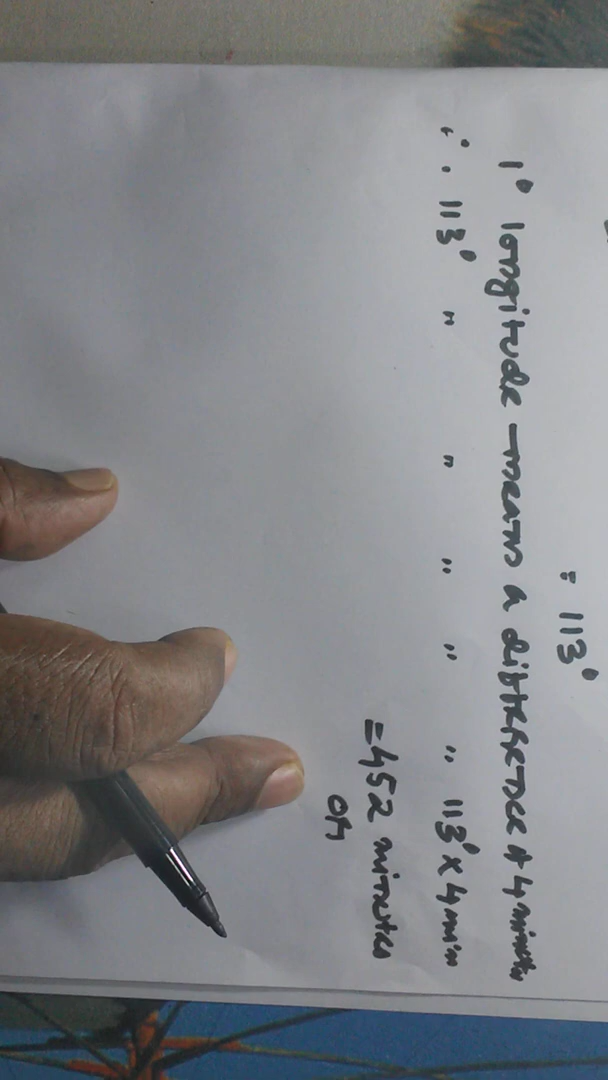 = 113°
1° longitude means a difference of 4 minutes
∴ 113° " " " " " 113° x 4 min
= 452 minutes
or,